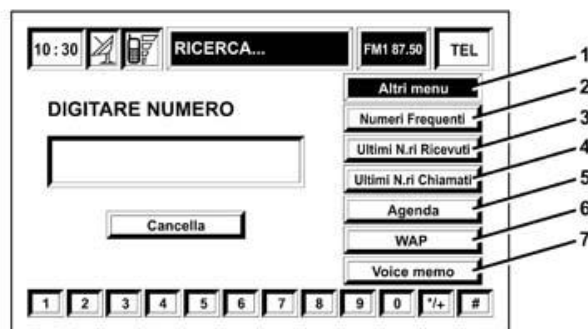 10:30 RICERCA... FM1 87.50 TEL
DIGITARE NUMERO
Cancella
Altri menu 1
Numeri Frequenti 2
Ultimi N.ri Ricevuti 3
Ultimi N.ri Chiamati 4
Agenda 5
WAP 6
Voice memo 7
1 2 3 4 5 6 7 8 9 0 */+ #